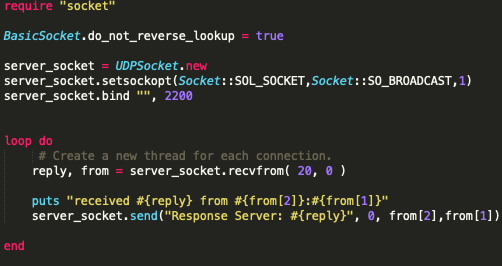 require "socket"
BasicSocket.do_not_reverse_lookup = true
server_socket = UDPSocket.new
server_socket.setsockopt(Socket::SOL_SOCKET,Socket::SO_BROADCAST,1)
server_socket.bind "", 2200
loop do
# Create a new thread for each connection.
reply, from = server_socket.recvfrom( 20, 0 )
puts "received #{reply} from #{from[2]}:#{from[1]}"
server_socket.send("Response Server: #{reply}", 0, from[2],from[1])
end